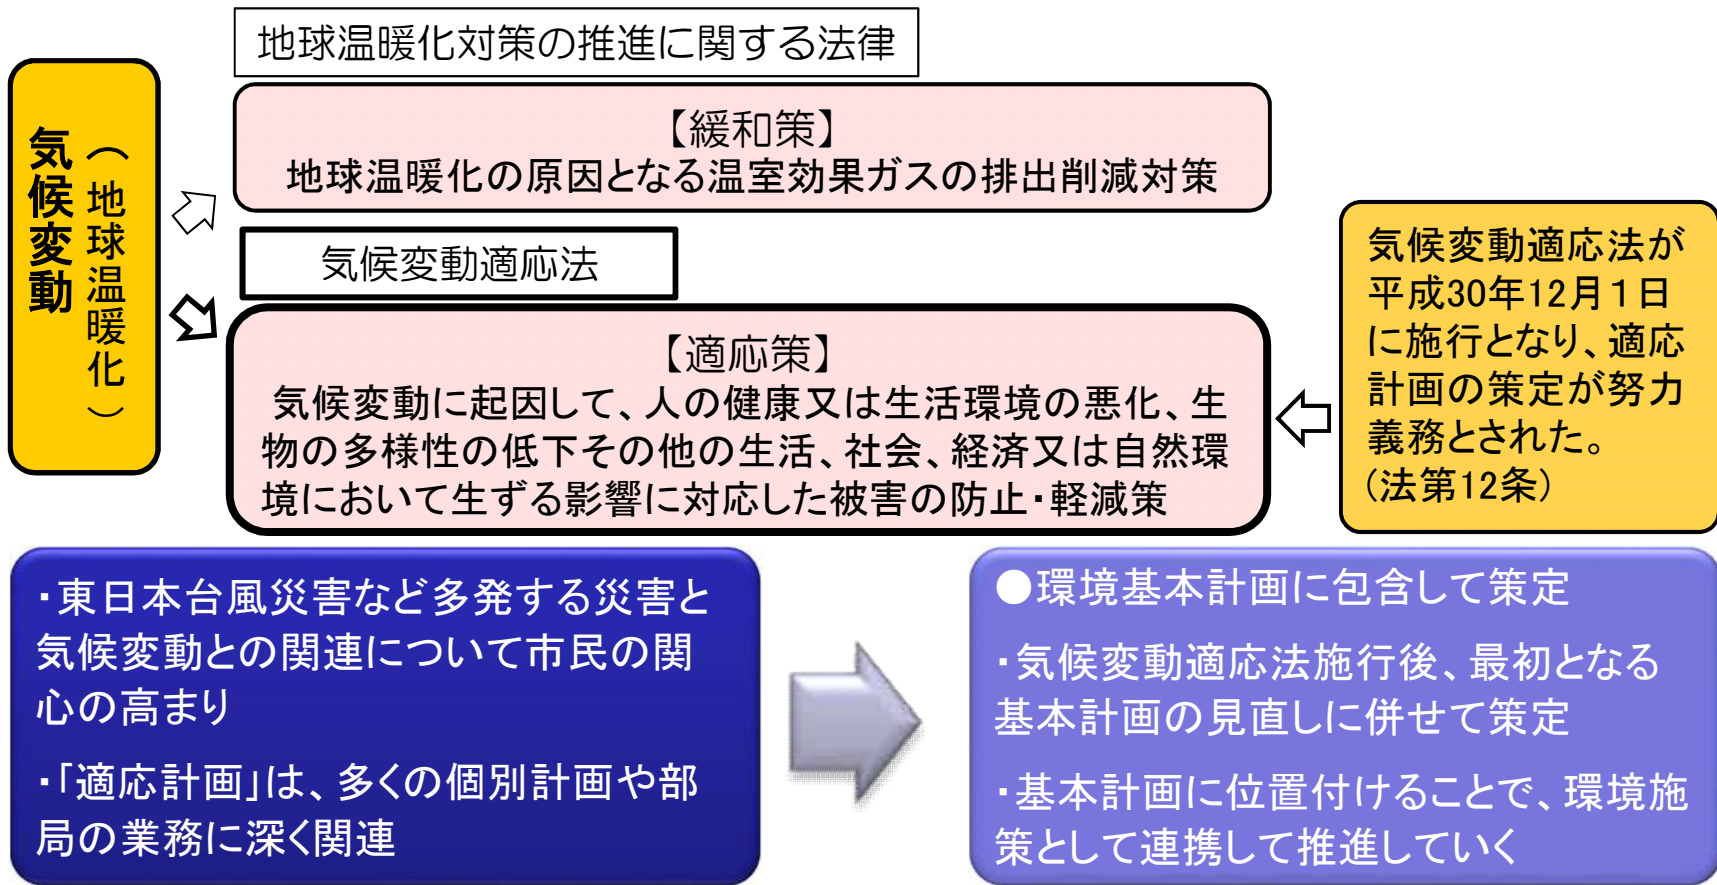 地球温暖化対策の推進に関する法律
気候変動
（地球温暖化）
【緩和策】
地球温暖化の原因となる温室効果ガスの排出削減対策
気候変動適応法
【適応策】
気候変動に起因して、人の健康又は生活環境の悪化、生
物の多様性の低下その他の生活、社会、経済又は自然環
境において生ずる影響に対応した被害の防止・軽減策
気候変動適応法が
平成30年12月１日
に施行となり、適応
計画の策定が努力
義務とされた。
(法第12条)
・東日本台風災害など多発する災害と
気候変動との関連について市民の関
心の高まり
・「適応計画」は、多くの個別計画や部
局の業務に深く関連
●環境基本計画に包含して策定
・気候変動適応法施行後、最初となる
基本計画の見直しに併せて策定
・基本計画に位置付けることで、環境施
策として連携して推進していく